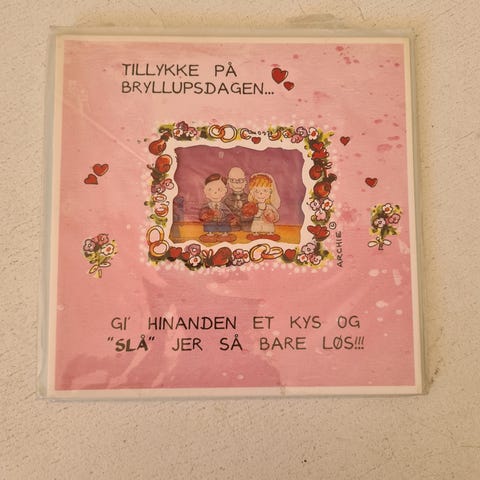 TILLYKKE PÅ
BRYLLUPSDAGEN...
ARCHIE ©
GI' HINANDEN ET KYS OG
"SLÅ" JER SÅ BARE LØS!!!